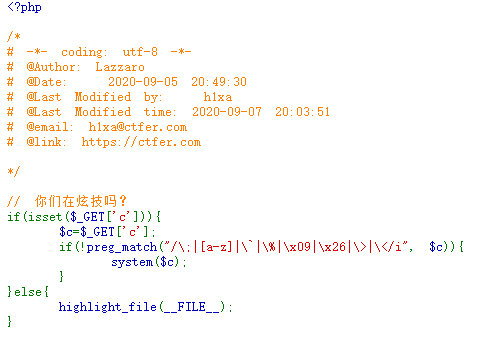 <?php
/*
# -*- coding: utf-8 -*-
# @Author: Lazzaro
# @Date: 2020-09-05 20:49:30
# @Last Modified by: h1xa
# @Last Modified time: 2020-09-07 20:03:51
# @email: h1xa@ctfer.com
# @link: https://ctfer.com
*/
// 你们在炫技吗？
if(isset($_GET['c'])){
$c=$_GET['c'];
if(!preg_match("/\;|[a-z]|\`|\%|\x09|\x26|\>|\</i", $c)){
system($c);
}
}else{
highlight_file(__FILE__);
}